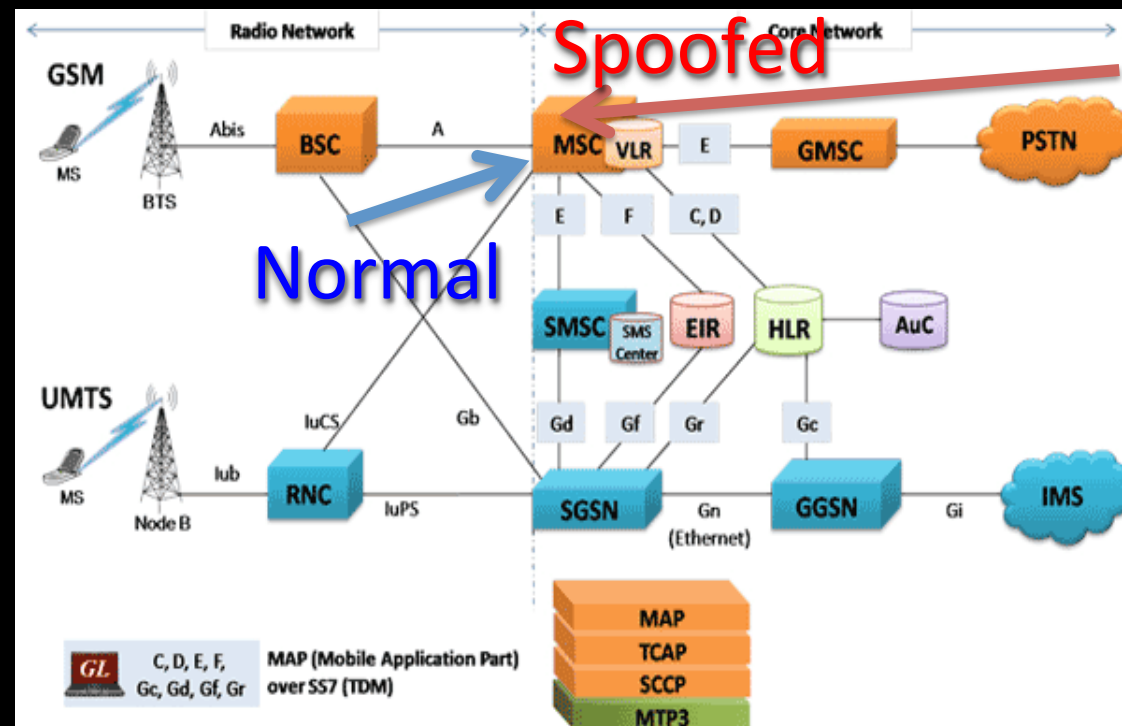 Radio Network
Core Network
Spoofed
GSM
MS
BTS
Abis
BSC
A
MSC
VLR
E
GMSC
PSTN
Normal
E
F
C, D
SMSC
SMS
Center
EIR
HLR
AuC
UMTS
MS
Node B
Iub
RNC
IuCS
IuPS
Gb
Gd
Gf
Gr
Gc
SGSN
Gn
(Ethernet)
GGSN
Gi
IMS
GL
C, D, E, F,
Gc, Gd, Gf, Gr
MAP (Mobile Application Part)
over SS7 (TDM)
MAP
TCAP
SCCP
MTP3